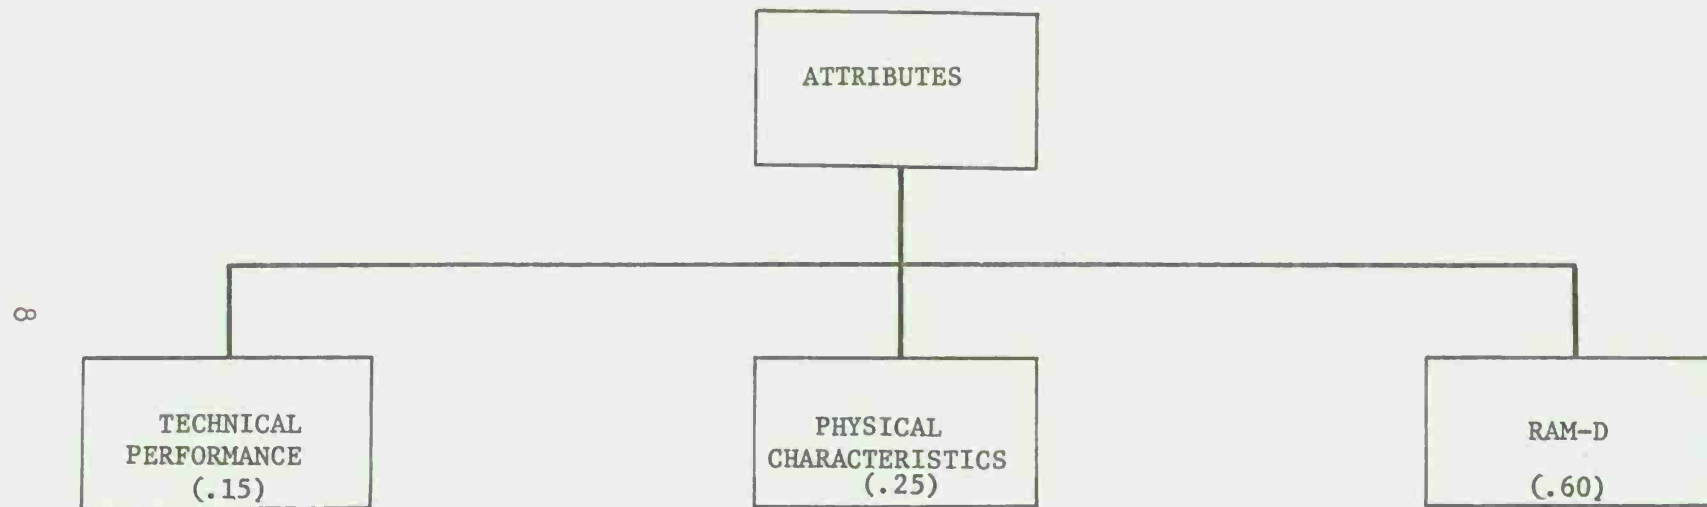 ATTRIBUTES
8
TECHNICAL
PERFORMANCE
(.15)
PHYSICAL
CHARACTERISTICS
(.25)
RAM-D
(.60)